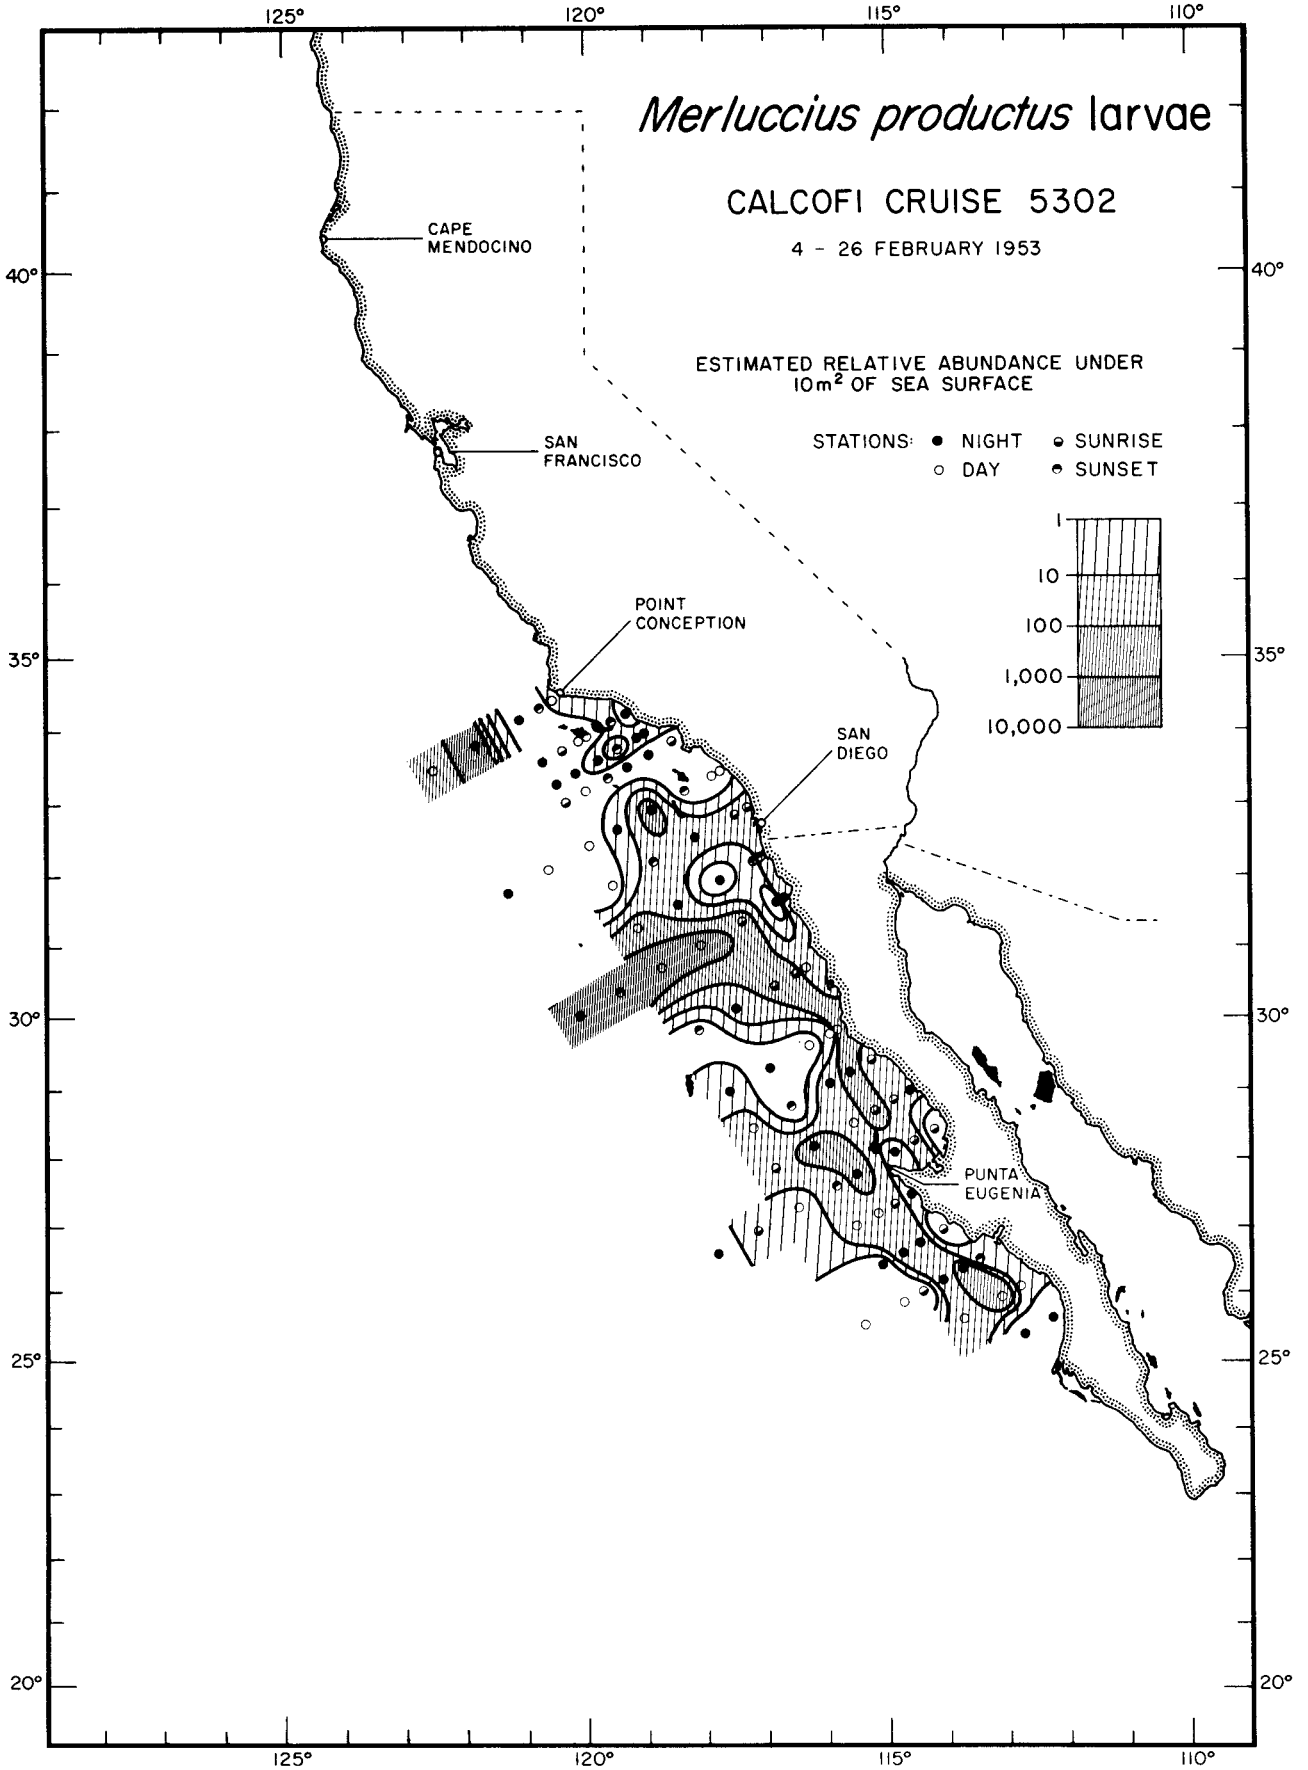 125° 120° 115° 110°
Merluccius productus larvae
CALCOFI CRUISE 5302
4 – 26 FEBRUARY 1953
CAPE
MENDOCINO
40° 40°
ESTIMATED RELATIVE ABUNDANCE UNDER
10m² OF SEA SURFACE
STATIONS: ● NIGHT SUNRISE
○ DAY SUNSET
SAN
FRANCISCO
1
10
100
1,000
10,000
POINT
CONCEPTION
35° 35°
SAN
DIEGO
30° 30°
PUNTA
EUGENIA
25° 25°
20° 20°
125° 120° 115° 110°